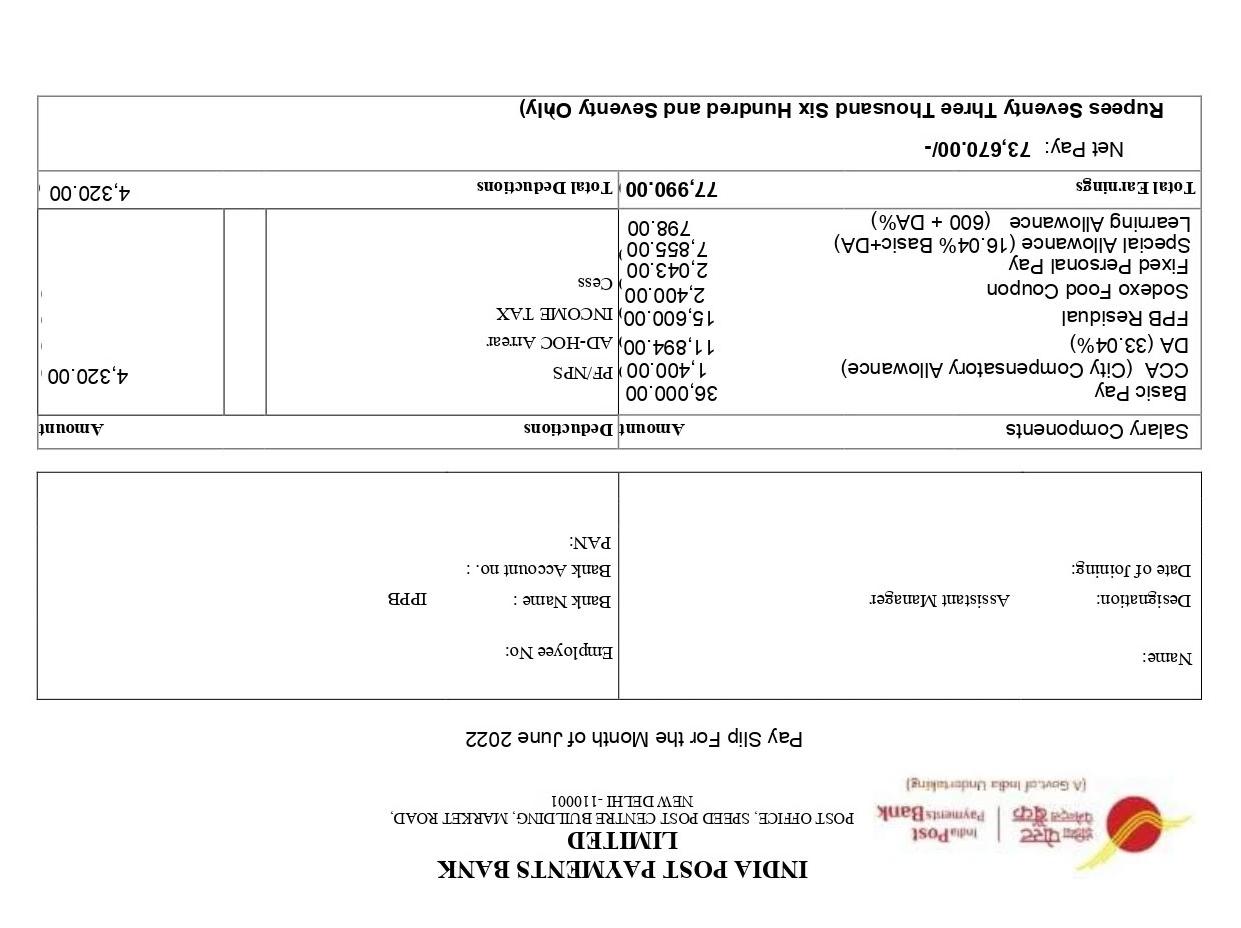 इंडिया पोस्ट
पेमेन्ट्स बैंक
IndiaPost
PaymentsBank
(A Govt.of India Undertaking)
INDIA POST PAYMENTS BANK
LIMITED
POST OFFICE, SPEED POST CENTRE BUILDING, MARKET ROAD,
NEW DELHI - 110001
Pay Slip For the Month of June 2022
Name:
Employee No:
Designation: Assistant Manager
Bank Name : IPPB
Date of Joining:
Bank Account no. :
PAN:
Salary Components Amount Deductions Amount
Basic Pay 36,000.00
CCA (City Compensatory Allowance) 1,400.00 PF/NPS 4,320.00
DA (33.04%) 11,894.00 AD-HOC Arrear
FPB Residual 15,600.00 INCOME TAX
Sodexo Food Coupon 2,400.00 Cess
Fixed Personal Pay 2,043.00
Special Allowance (16.04% Basic+DA) 7,855.00
Learning Allowance (600 + DA%) 798.00
Total Earnings 77,990.00 Total Deductions 4,320.00
Net Pay: 73,670.00/-
Rupees Seventy Three Thousand Six Hundred and Seventy Only)